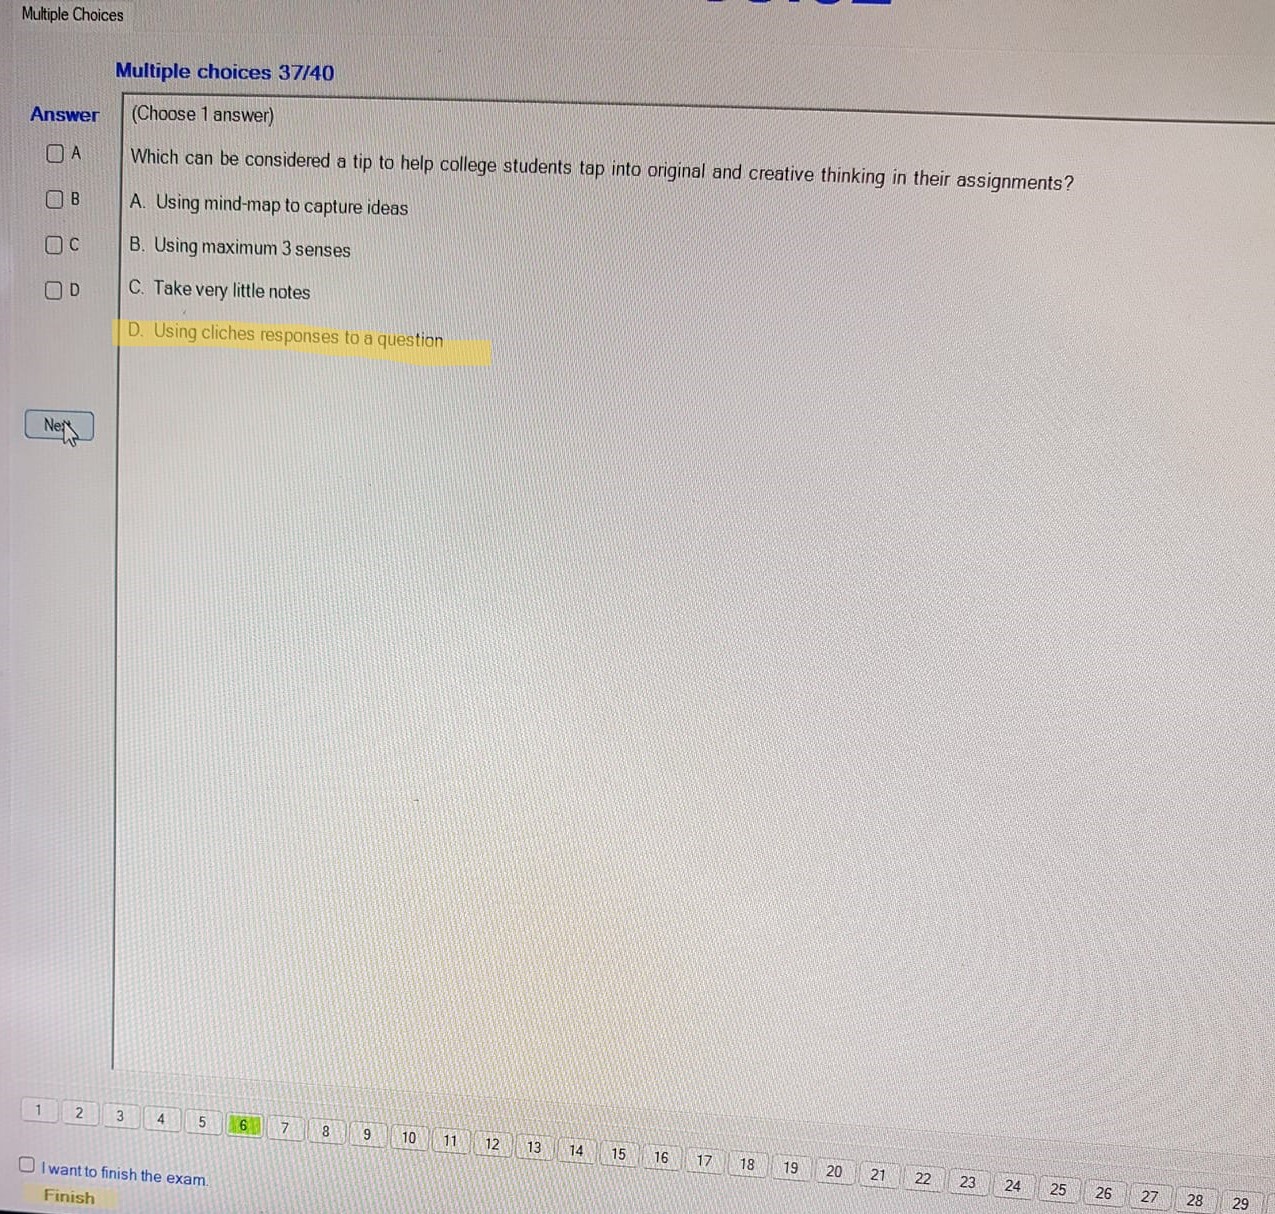 Multiple Choices
Multiple choices 37/40
Answer
(Choose 1 answer)
A
Which can be considered a tip to help college students tap into original and creative thinking in their assignments?
B
A. Using mind-map to capture ideas
C
B. Using maximum 3 senses
D
C. Take very little notes
D. Using cliches responses to a question
1 2 3 4 5 6 7 8 9 10 11 12 13 14 15 16 17 18 19 20 21 22 23 24 25 26 27 28 29
I want to finish the exam.
Finish